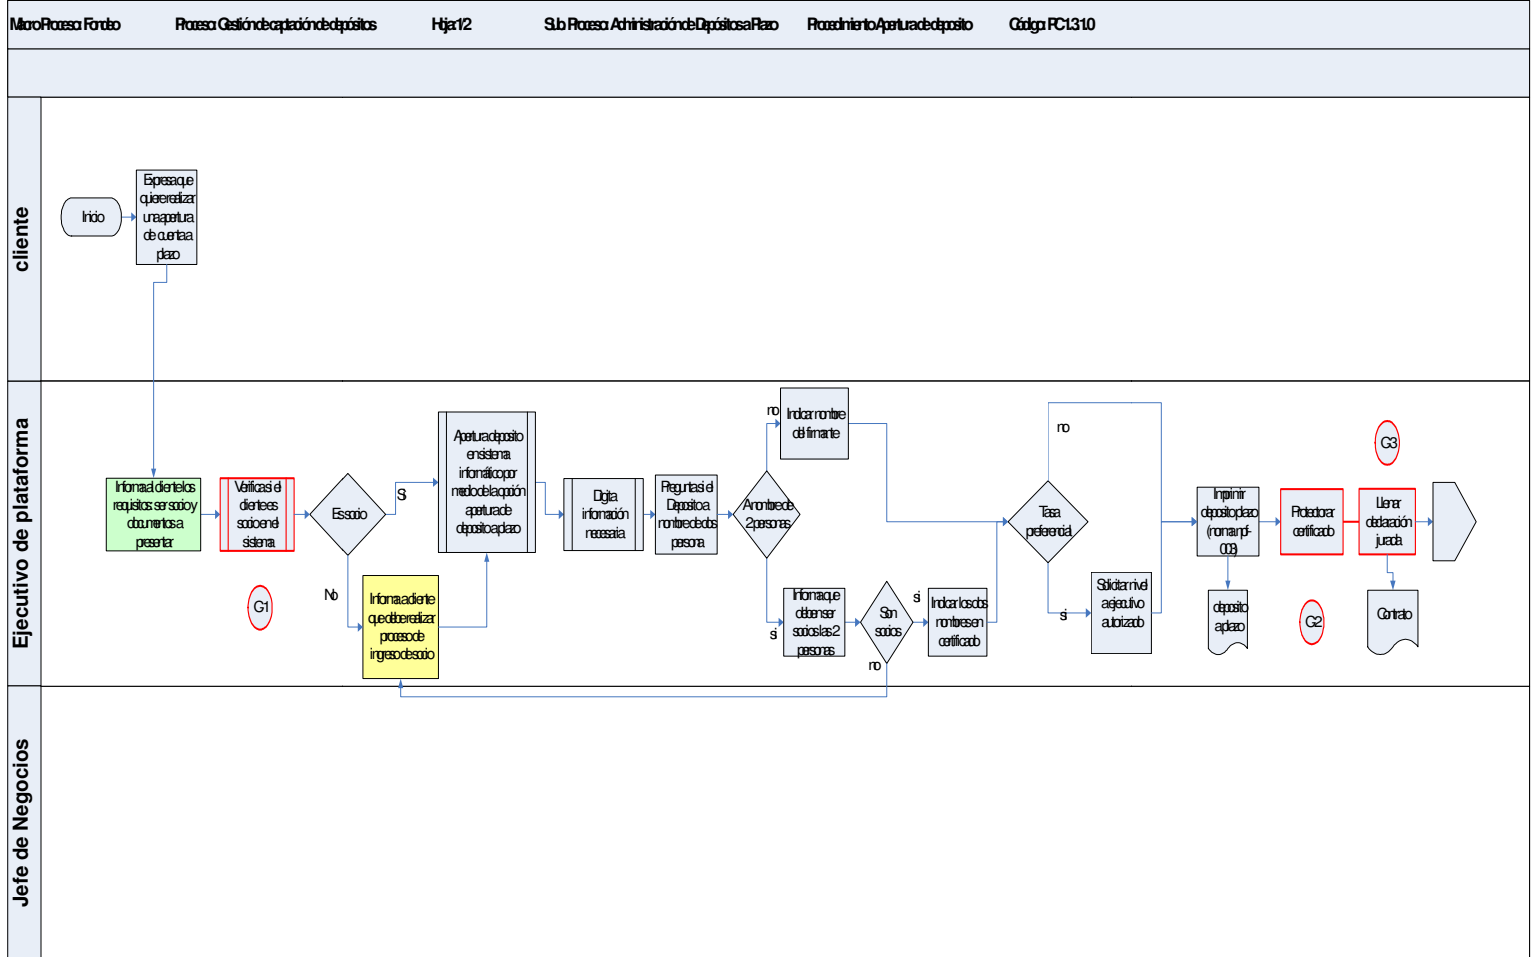 Macro Proceso: Fondeo Proceso: Gestión de captación de depósitos Hoja: 1/2 Sub. Proceso: Administración de Depósitos a Plazo Procedimiento Apertura de deposito Código: PC1.3.1.0
cliente
Inicio
Expresa que
quiere realizar
una apertura
de cuenta a
plazo
Ejecutivo de plataforma
Informa al cliente los
requisitos: ser socio y
documentos a
presentar
Verifica si el
cliente es
socio en el
sistema
G1
Es socio
Si
No
Informa a cliente
que debe realizar
proceso de
ingreso de socio
Apertura deposito
en sistema
informático por
medio de la opción
apertura de
deposito a plazo
Digita
información
necesaria
Pregunta si el
Deposito a
nombre de dos
persona
A nombre de
2 personas
no
si
Indicar nombre
del firmante
Informa que
deben ser
socios las 2
personas
Son
socios
si
no
Indicar los dos
nombres en
certificado
Tasa
preferencial
no
si
Solicitar nivel
a ejecutivo
autorizado
Imprimir
deposito plazo
(norma npf-
003)
deposito
a plazo
Protectorar
certificado
G2
G3
Llenar
declaración
jurada
Contrato
Jefe de Negocios